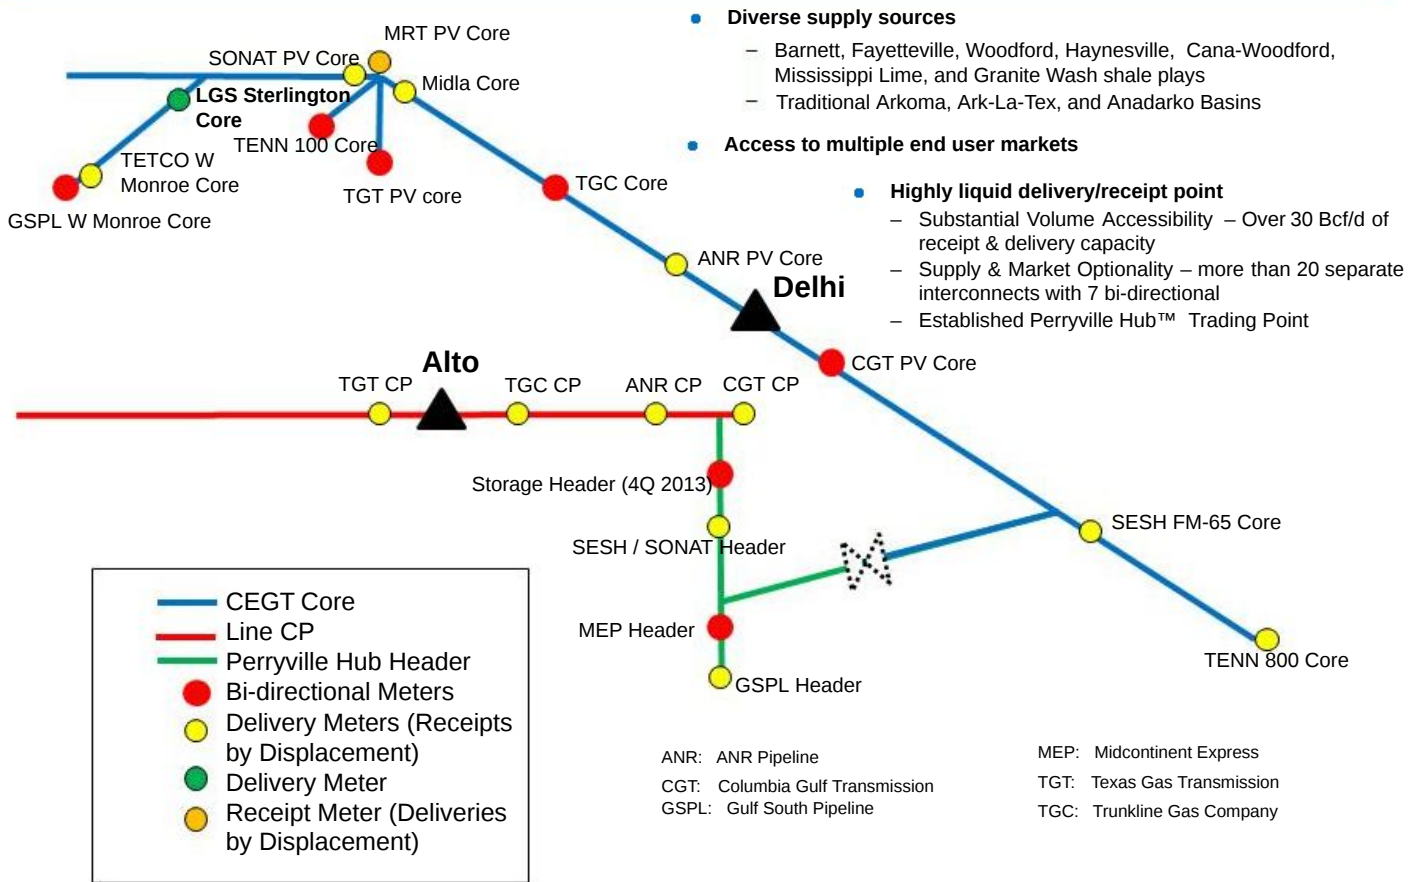 MRT PV Core
SONAT PV Core
Midla Core
LGS Sterlington
Core
TENN 100 Core
TETCO W
Monroe Core
TGT PV core
GSPL W Monroe Core
TGC Core
ANR PV Core
Delhi
CGT PV Core
• Diverse supply sources
– Barnett, Fayetteville, Woodford, Haynesville, Cana-Woodford,
Mississippi Lime, and Granite Wash shale plays
– Traditional Arkoma, Ark-La-Tex, and Anadarko Basins
• Access to multiple end user markets
• Highly liquid delivery/receipt point
– Substantial Volume Accessibility – Over 30 Bcf/d of
receipt & delivery capacity
– Supply & Market Optionality – more than 20 separate
interconnects with 7 bi-directional
– Established Perryville Hub™ Trading Point
Alto
TGT CP
TGC CP
ANR CP
CGT CP
Storage Header (4Q 2013)
SESH / SONAT Header
SESH FM-65 Core
MEP Header
TENN 800 Core
GSPL Header
CEGT Core
Line CP
Perryville Hub Header
Bi-directional Meters
Delivery Meters (Receipts
by Displacement)
Delivery Meter
Receipt Meter (Deliveries
by Displacement)
ANR: ANR Pipeline
CGT: Columbia Gulf Transmission
GSPL: Gulf South Pipeline
MEP: Midcontinent Express
TGT: Texas Gas Transmission
TGC: Trunkline Gas Company